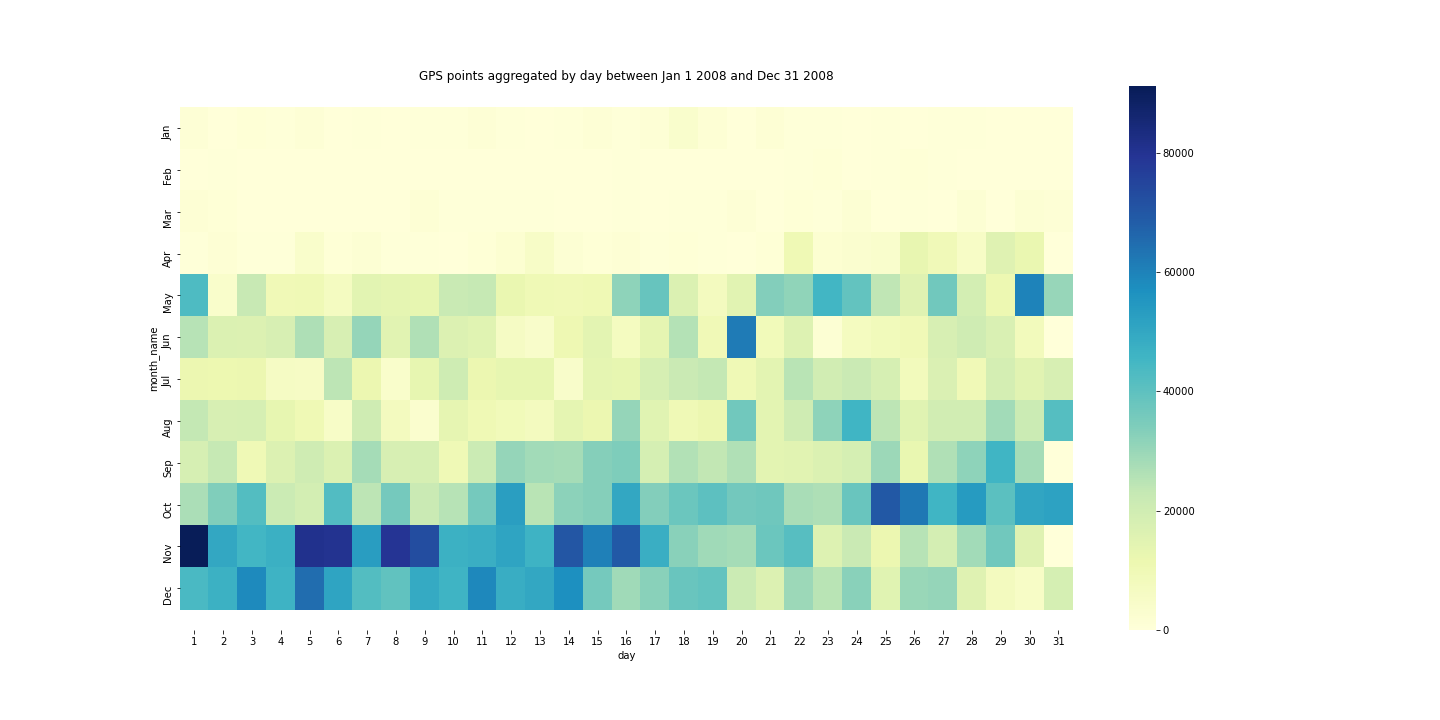 GPS points aggregated by day between Jan 1 2008 and Dec 31 2008
month_name
Jan
Feb
Mar
Apr
May
Jun
Jul
Aug
Sep
Oct
Nov
Dec
1 2 3 4 5 6 7 8 9 10 11 12 13 14 15 16 17 18 19 20 21 22 23 24 25 26 27 28 29 30 31
day
80000
60000
40000
20000
0